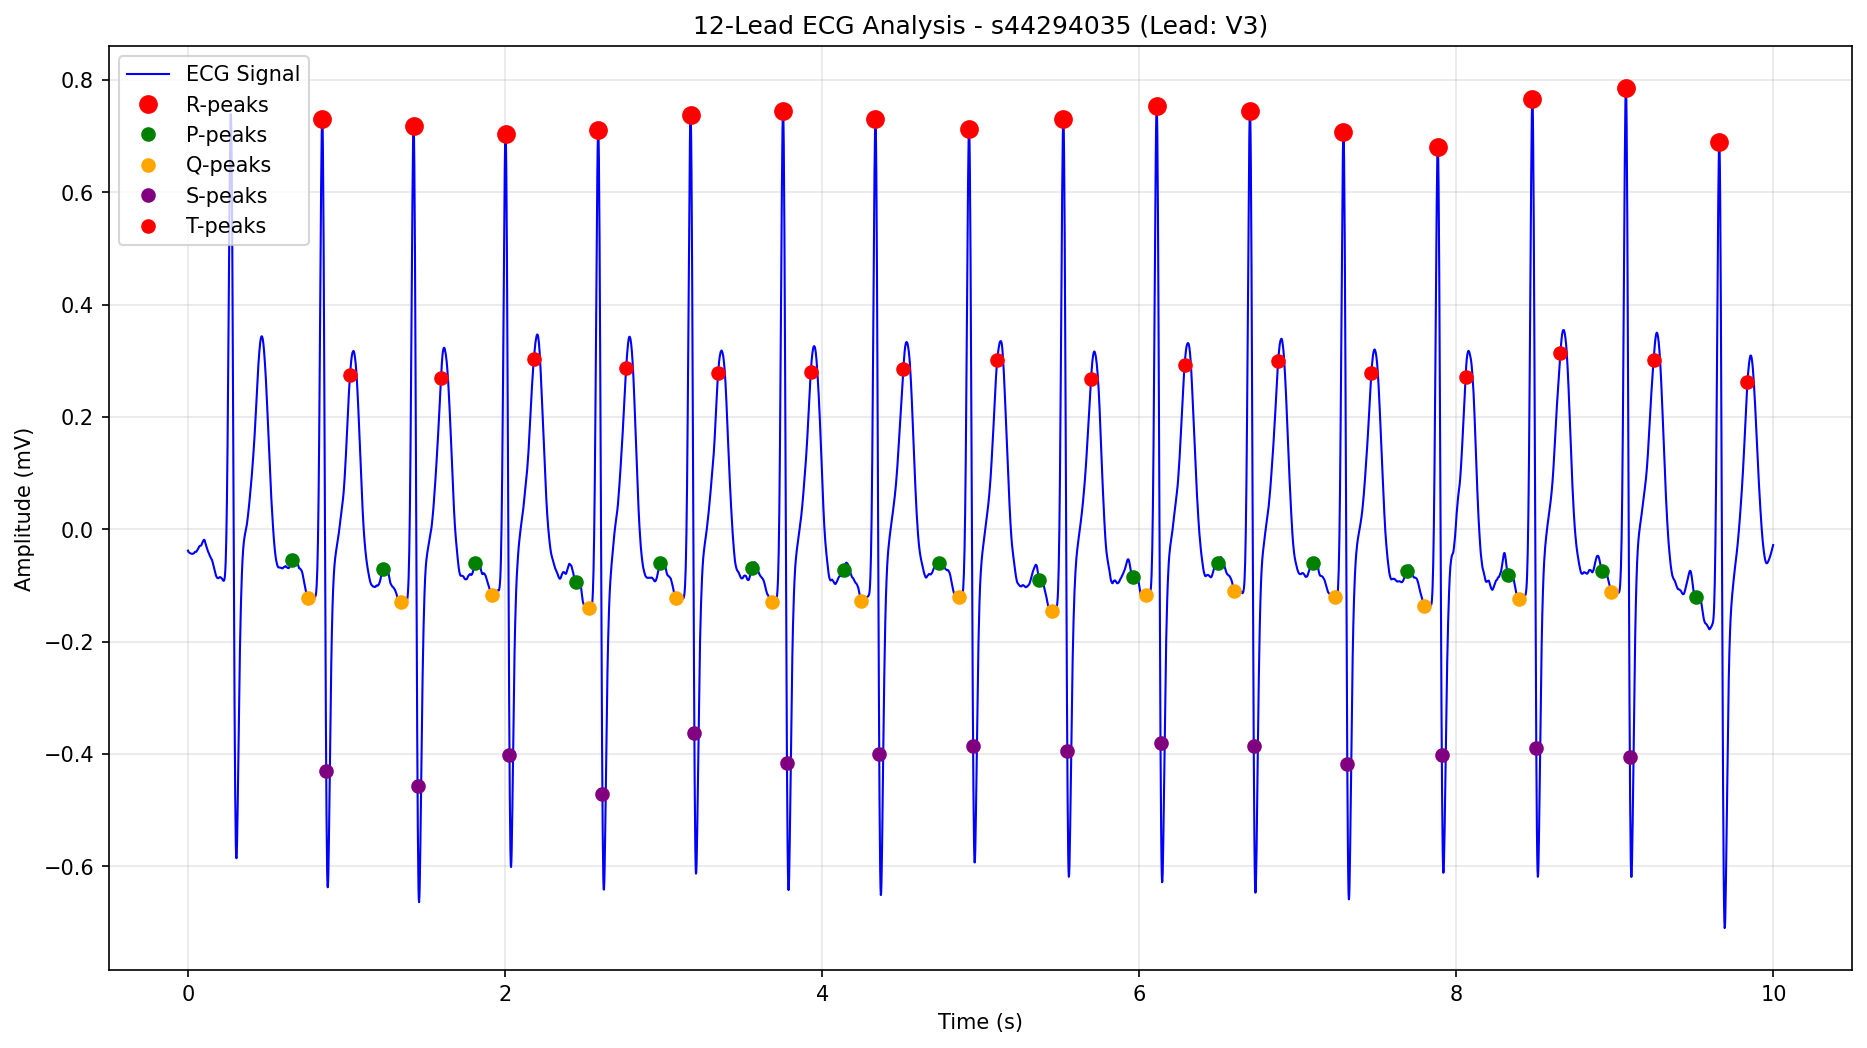 12-Lead ECG Analysis - s44294035 (Lead: V3)
ECG Signal
R-peaks
P-peaks
Q-peaks
S-peaks
T-peaks
Amplitude (mV)
0.8
0.6
0.4
0.2
0.0
−0.2
−0.4
−0.6
0 2 4 6 8 10
Time (s)